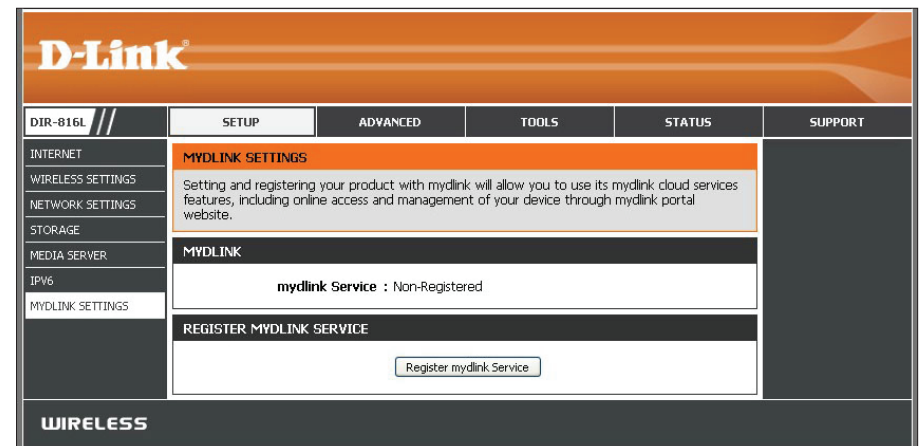 D-Link®
DIR-816L
SETUP
ADVANCED
TOOLS
STATUS
SUPPORT
INTERNET
WIRELESS SETTINGS
NETWORK SETTINGS
STORAGE
MEDIA SERVER
IPV6
MYDLINK SETTINGS
MYDLINK SETTINGS
Setting and registering your product with mydlink will allow you to use its mydlink cloud services
features, including online access and management of your device through mydlink portal
website.
MYDLINK
mydlink Service : Non-Registered
REGISTER MYDLINK SERVICE
Register mydlink Service
WIRELESS